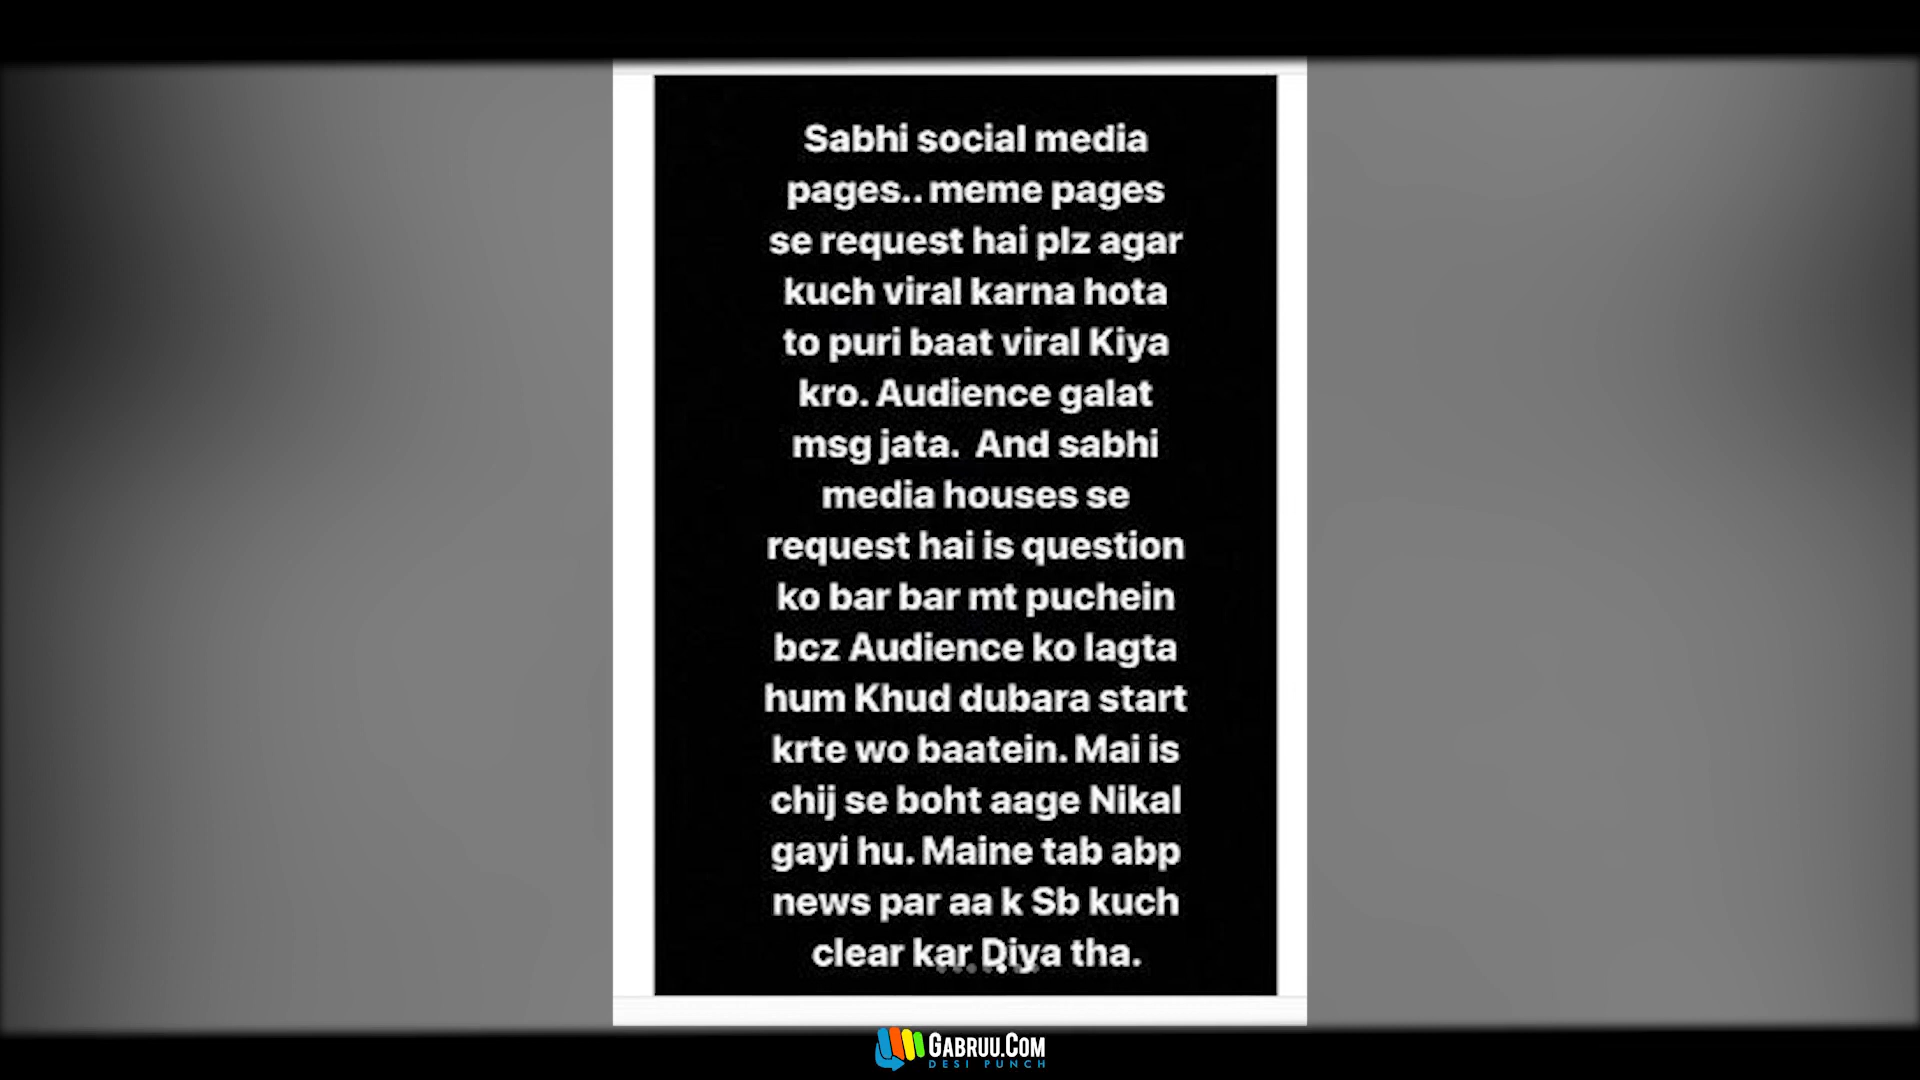 Sabhi social media
pages.. meme pages
se request hai plz agar
kuch viral karna hota
to puri baat viral Kiya
kro. Audience galat
msg jata.  And sabhi
media houses se
request hai is question
ko bar bar mt puchein
bcz Audience ko lagta
hum Khud dubara start
krte wo baatein. Mai is
chij se boht aage Nikal
gayi hu. Maine tab abp
news par aa k Sb kuch
clear kar Diya tha.
GABRUU.COM
DESI PUNCH